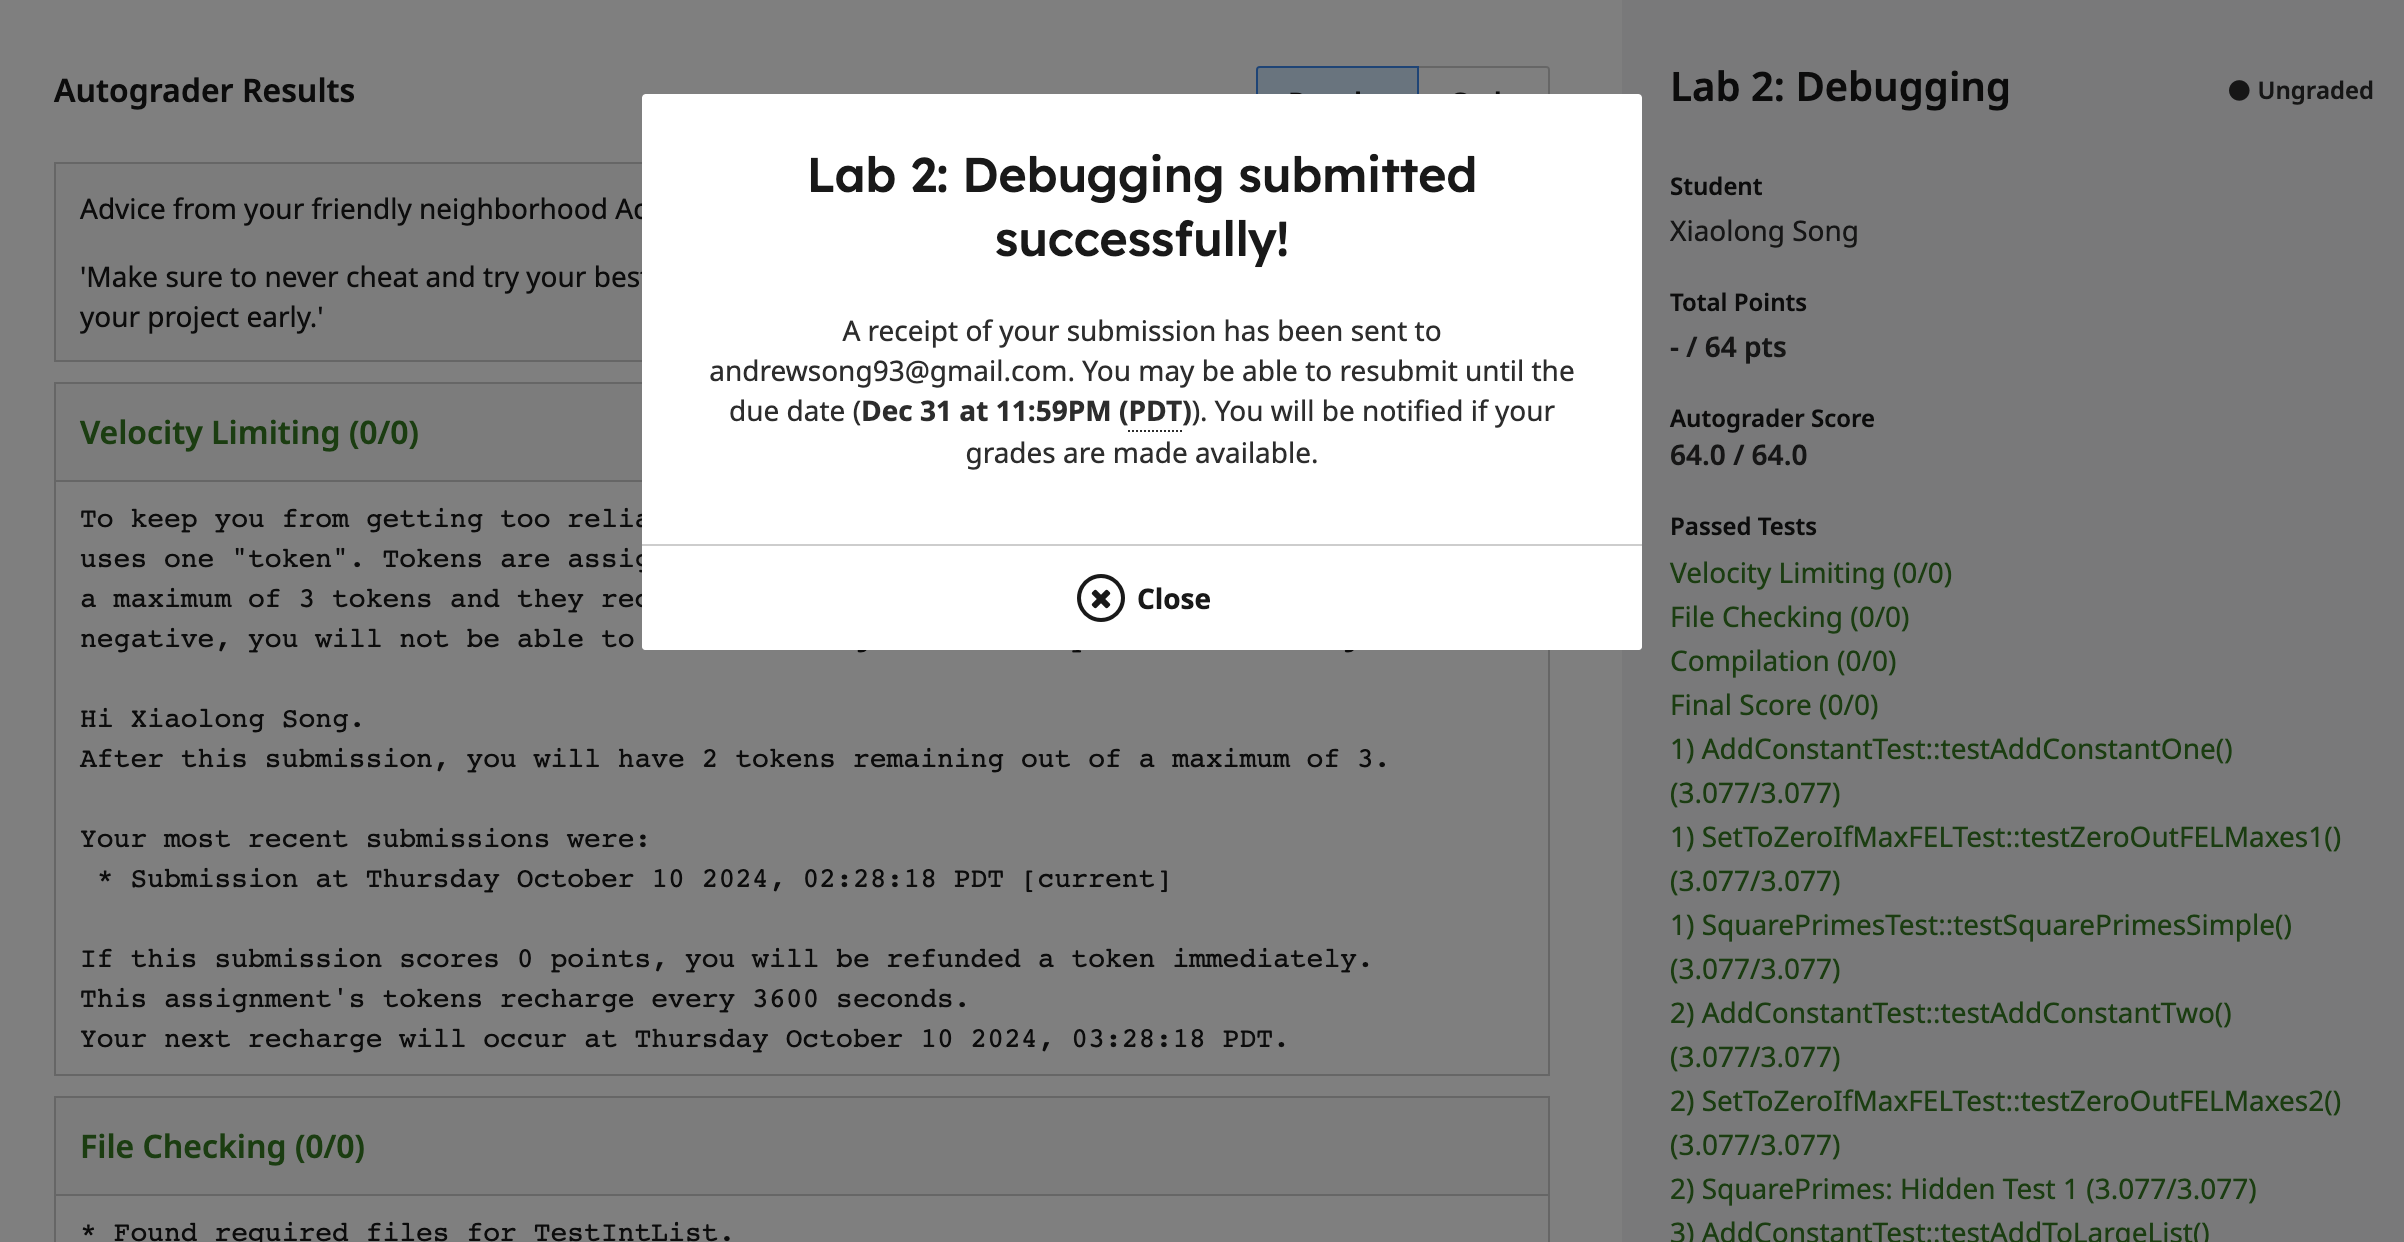 Autograder Results
Lab 2: Debugging submitted
successfully!
A receipt of your submission has been sent to
andrewsong93@gmail.com. You may be able to resubmit until the
due date (Dec 31 at 11:59PM (PDT)). You will be notified if your
grades are made available.
Close
Advice from your friendly neighborhood
'Make sure to never cheat and try your
your project early.'
Velocity Limiting (0/0)
To keep you from getting too
uses one "token". Tokens are
a maximum of 3 tokens and they
negative, you will not be able to
Hi Xiaolong Song.
After this submission, you will have 2 tokens remaining out of a maximum of 3.
Your most recent submissions were:
* Submission at Thursday October 10 2024, 02:28:18 PDT [current]
If this submission scores 0 points, you will be refunded a token immediately.
This assignment's tokens recharge every 3600 seconds.
Your next recharge will occur at Thursday October 10 2024, 03:28:18 PDT.
File Checking (0/0)
* Found required files for TestIntList.
Lab 2: Debugging
Ungraded
Student
Xiaolong Song
Total Points
- / 64 pts
Autograder Score
64.0 / 64.0
Passed Tests
Velocity Limiting (0/0)
File Checking (0/0)
Compilation (0/0)
Final Score (0/0)
1) AddConstantTest::testAddConstantOne()
(3.077/3.077)
1) SetToZeroIfMaxFELTest::testZeroOutFELMaxes1()
(3.077/3.077)
1) SquarePrimesTest::testSquarePrimesSimple()
(3.077/3.077)
2) AddConstantTest::testAddConstantTwo()
(3.077/3.077)
2) SetToZeroIfMaxFELTest::testZeroOutFELMaxes2()
(3.077/3.077)
2) SquarePrimes: Hidden Test 1 (3.077/3.077)
3) AddConstantTest::testAddToLargeList()